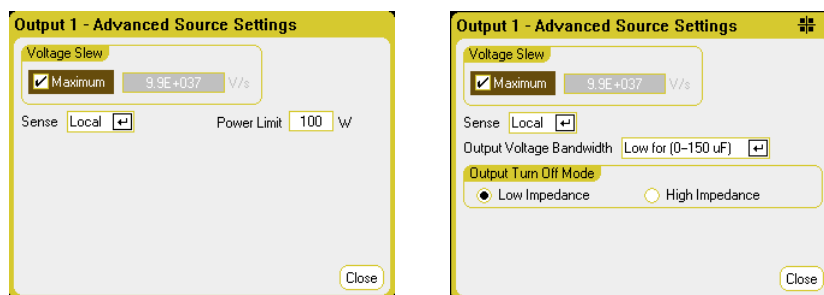 Output 1 - Advanced Source Settings
Voltage Slew
Maximum 9.9E+037 V/s
Sense Local Power Limit 100 W
Close
Output 1 - Advanced Source Settings
Voltage Slew
Maximum 9.9E+037 V/s
Sense Local
Output Voltage Bandwidth Low for (0-150 uF)
Output Turn Off Mode
Low Impedance High Impedance
Close